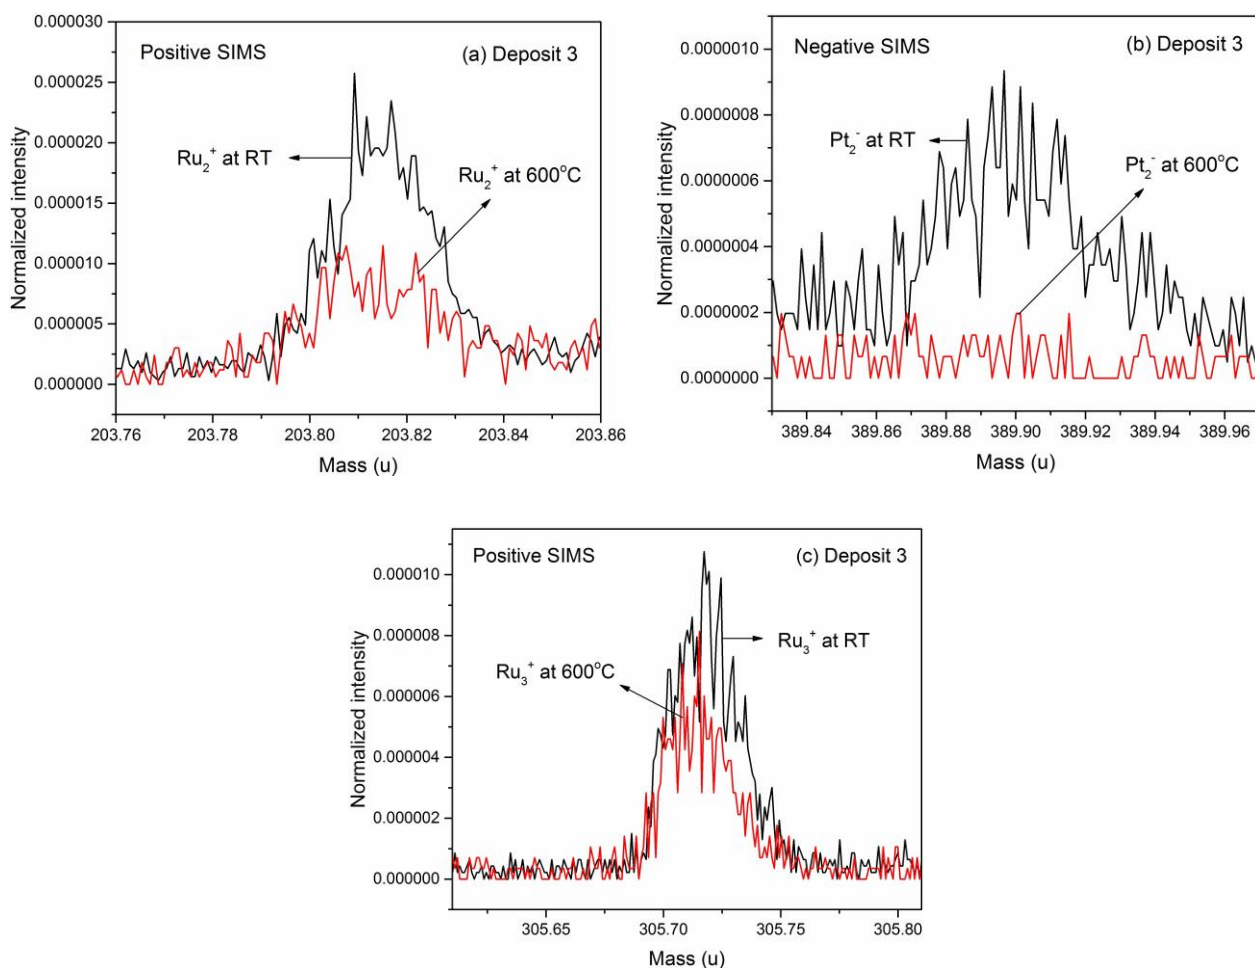 Positive SIMS
(a) Deposit 3
Ru₂⁺ at RT
Ru₂⁺ at 600°C
0.000030
0.000025
0.000020
0.000015
0.000010
0.000005
0.000000
Normalized intensity
203.76 203.78 203.80 203.82 203.84 203.86
Mass (u)
Negative SIMS
(b) Deposit 3
Pt₂⁻ at RT
Pt₂⁻ at 600°C
0.0000010
0.0000008
0.0000006
0.0000004
0.0000002
0.0000000
Normalized intensity
389.84 389.86 389.88 389.90 389.92 389.94 389.96
Mass (u)
Positive SIMS
(c) Deposit 3
Ru₃⁺ at RT
Ru₃⁺ at 600°C
0.000010
0.000008
0.000006
0.000004
0.000002
0.000000
Normalized intensity
305.65 305.70 305.75 305.80
Mass (u)